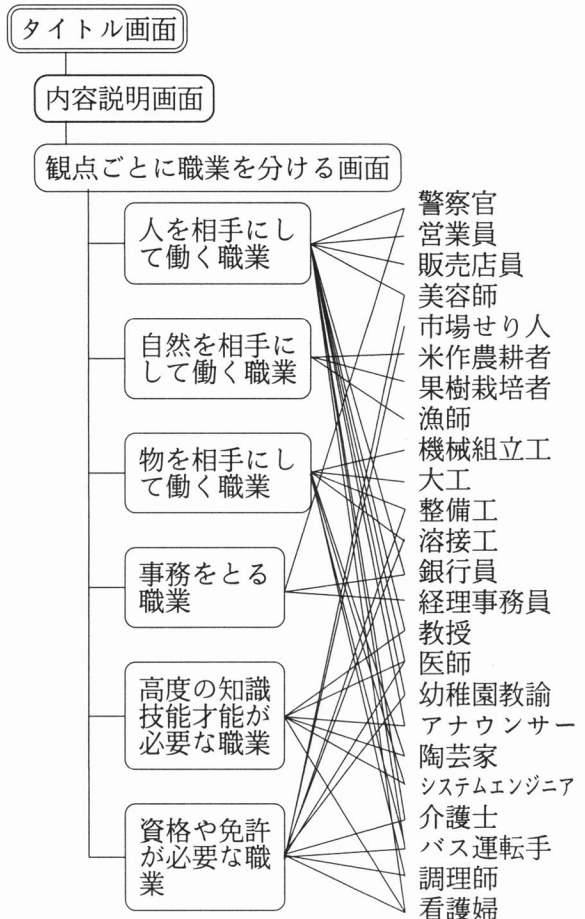 タイトル画面
内容説明画面
観点ごとに職業を分ける画面
人を相手にし
て働く職業
自然を相手に
して働く職業
物を相手にし
て働く職業
事務をとる
職業
高度の知識
技能才能が
必要な職業
資格や免許
が必要な職
業
警察官
営業員
販売店員
美容師
市場せり人
米作農耕者
果樹栽培者
漁師
機械組立工
大工
整備工
溶接工
銀行員
経理事務員
教授
医師
幼稚園教諭
アナウンサー
陶芸家
システムエンジニア
介護士
バス運転手
調理師
看護婦